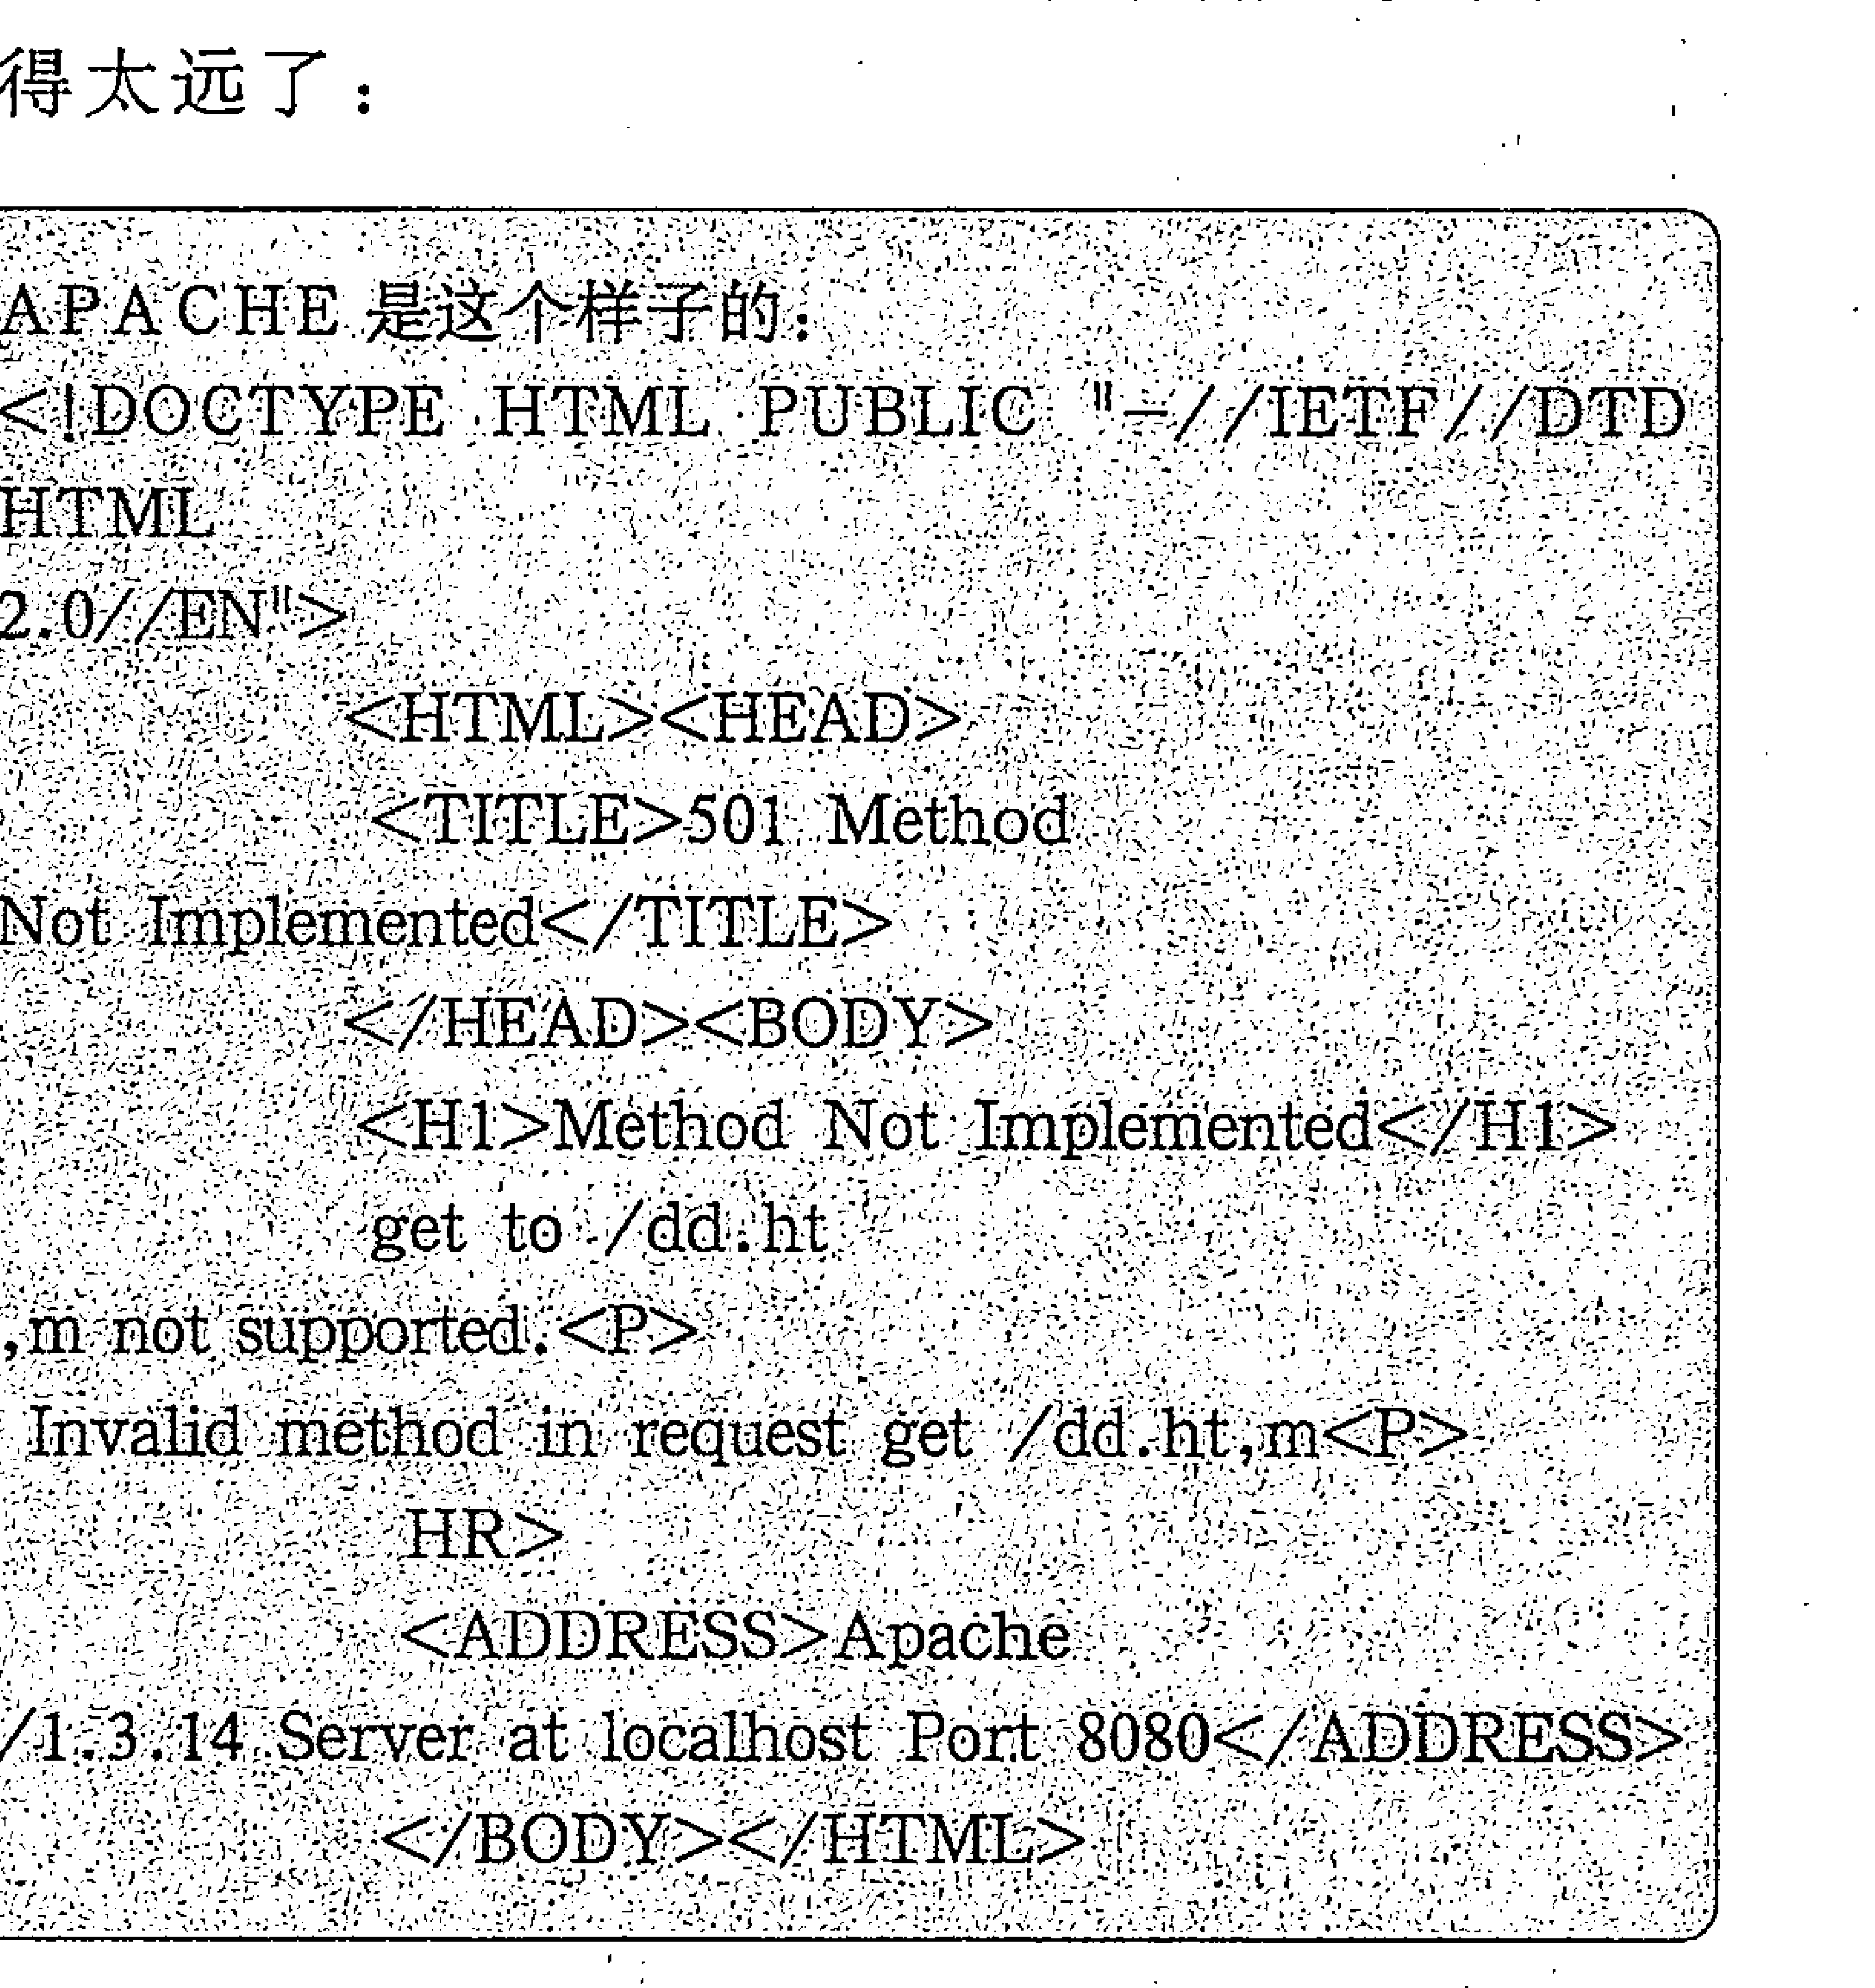 得太远了：
APACHE 是这个样子的：
<!DOCTYPE HTML PUBLIC "-//IETF//DTD
HTML
2.0//EN">
<HTML><HEAD>
<TITLE>501 Method
Not Implemented</TITLE>
</HEAD><BODY>
<H1>Method Not Implemented</H1>
get to /dd.ht
,m not supported.<P>
Invalid method in request get /dd.ht,m<P>
HR>
<ADDRESS>Apache
/1.3.14 Server at localhost Port 8080</ADDRESS>
</BODY></HTML>